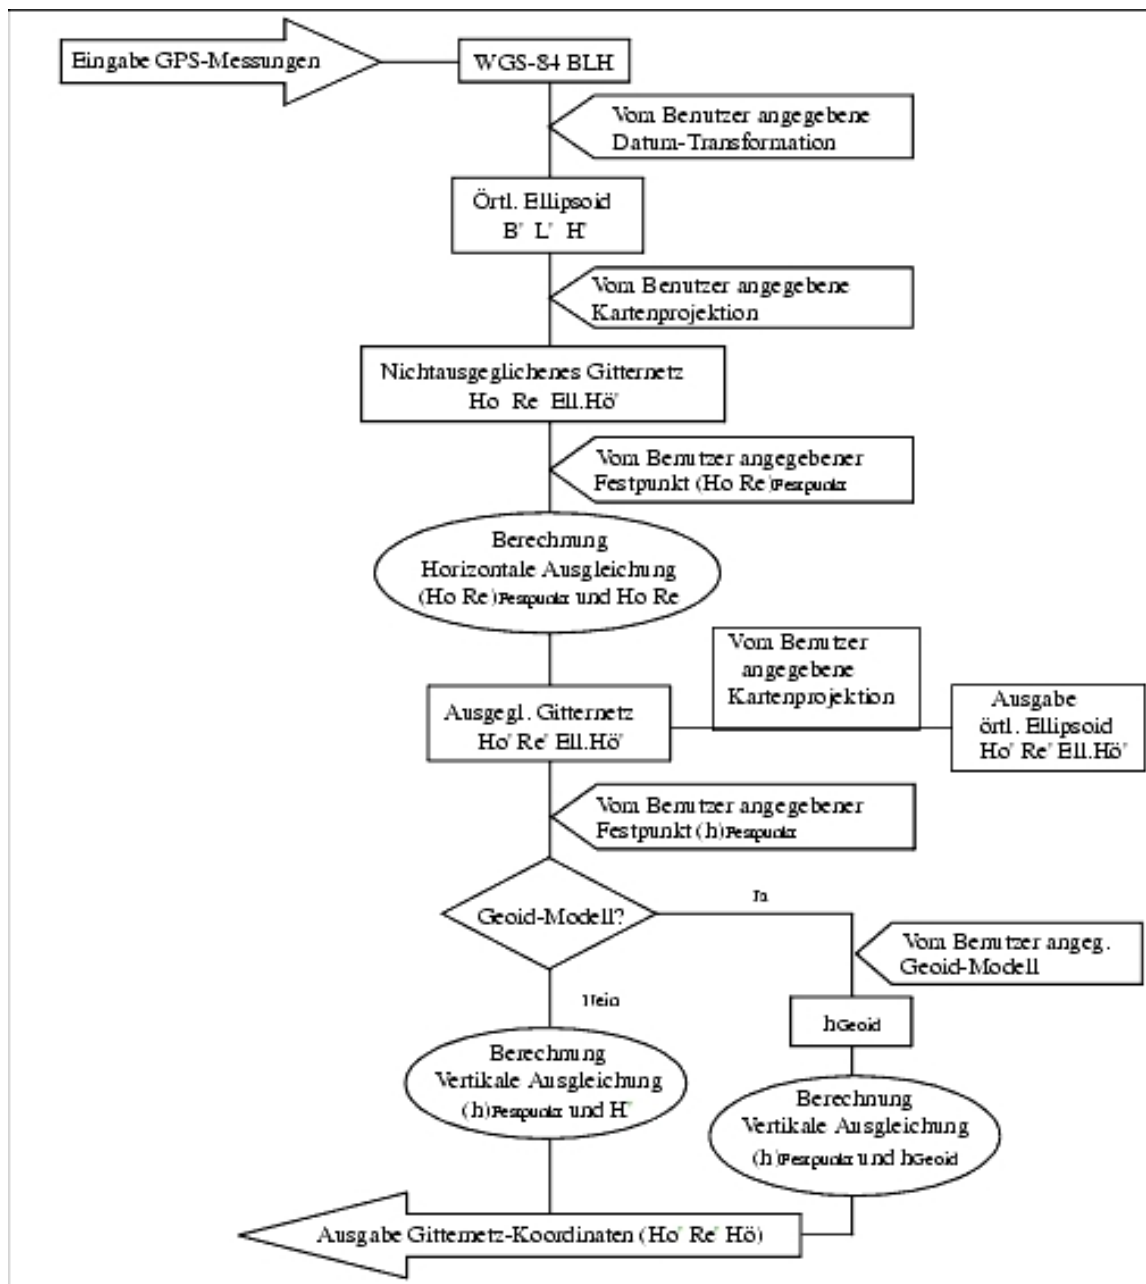 Eingabe GPS-Messungen
WGS-84 BLH
Vom Benutzer angegebene
Datum-Transformation
Örtl. Ellipsoid
B' L' H'
Vom Benutzer angegebene
Kartenprojektion
Nichtausgeglichenes Gitternetz
Ho Re Ell.Hö'
Vom Benutzer angegebener
Festpunkt (Ho Re)Festpunkt
Berechnung
Horizontale Ausgleichung
(Ho Re)Festpunkt und Ho Re
Vom Benutzer
angegebene
Kartenprojektion
Ausgegl. Gitternetz
Ho' Re' Ell.Hö'
Ausgabe
örtl. Ellipsoid
Ho' Re' Ell.Hö'
Vom Benutzer angegebener
Festpunkt (h)Festpunkt
Geoid-Modell?
Ja
Vom Benutzer angeg.
Geoid-Modell
Nein
hGeoid
Berechnung
Vertikale Ausgleichung
(h)Festpunkt und H'
Berechnung
Vertikale Ausgleichung
(h)Festpunkt und hGeoid
Ausgabe Gitternetz-Koordinaten (Ho' Re' Hö)